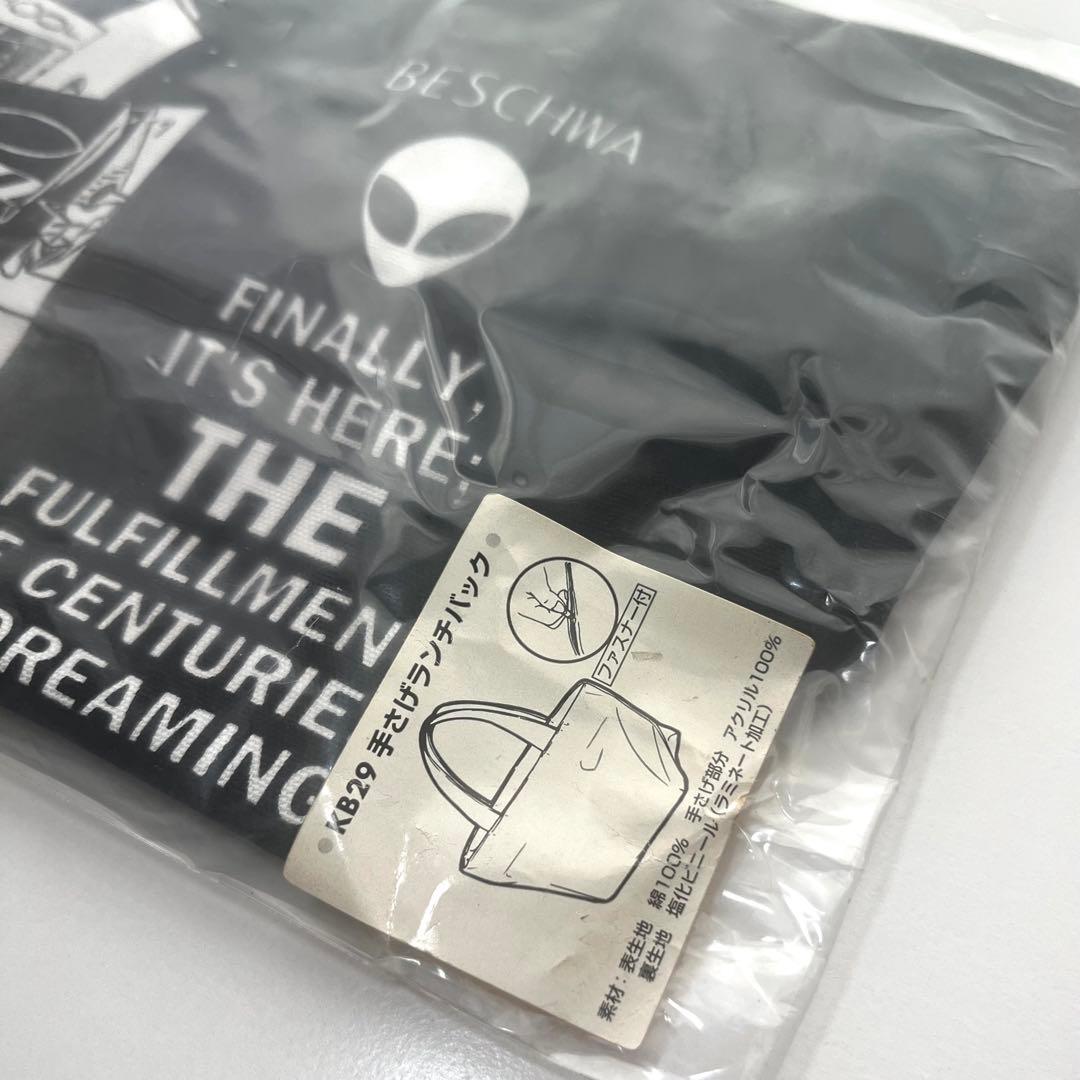 BESCHWA
FINALLY,
IT'S HERE:
THE
FULFILLMEN
CENTURIE
DREAMING
KB29 手さげランチバック
ファスナー付
素材：表生地 綿100% 手さげ部分 アクリル100%
裏生地 塩化ビニール（ラミネート加工）